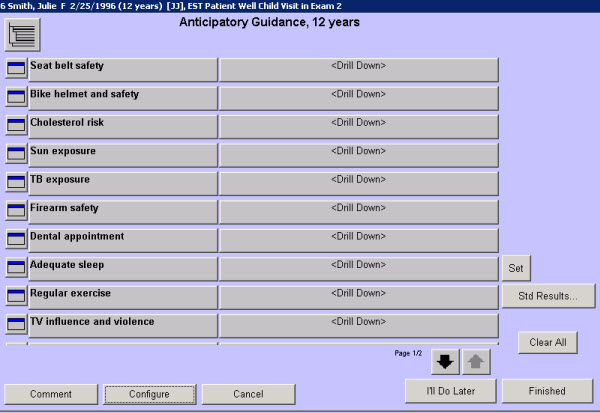 6 Smith, Julie F 2/25/1996 (12 years) [JJ], EST Patient Well Child Visit in Exam 2
Anticipatory Guidance, 12 years
Seat belt safety <Drill Down>
Bike helmet and safety <Drill Down>
Cholesterol risk <Drill Down>
Sun exposure <Drill Down>
TB exposure <Drill Down>
Firearm safety <Drill Down>
Dental appointment <Drill Down>
Adequate sleep <Drill Down> Set
Regular exercise <Drill Down> Std Results...
TV influence and violence <Drill Down>
Clear All
Page 1/2
Comment Configure Cancel I'll Do Later Finished